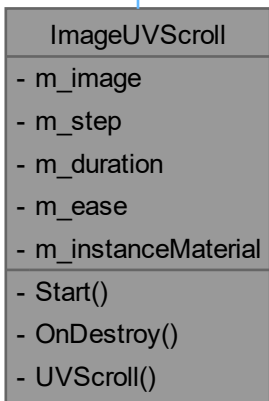 ImageUVScroll
- m_image
- m_step
- m_duration
- m_ease
- m_instanceMaterial
- Start()
- OnDestroy()
- UVScroll()